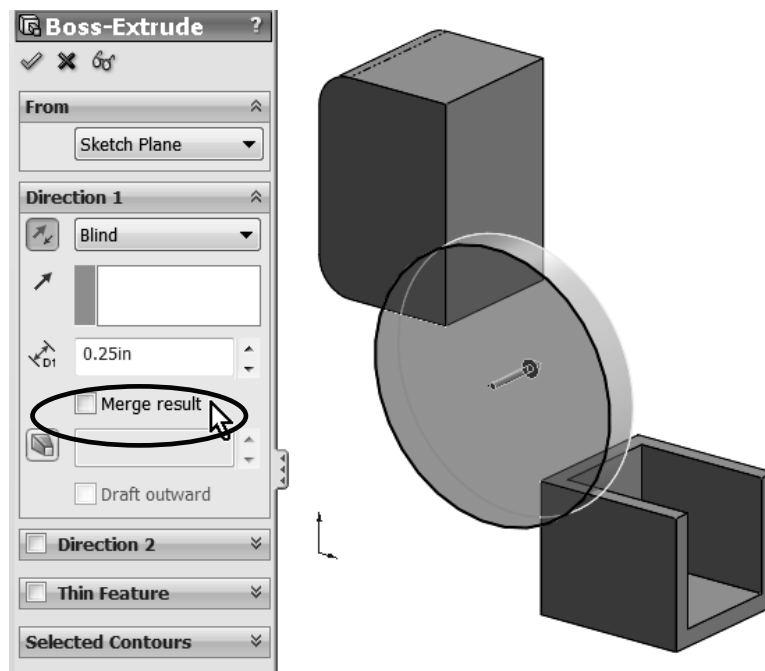 Boss-Extrude ?
From
Sketch Plane
Direction 1
Blind
D1 0.25in
Merge result
Draft outward
Direction 2
Thin Feature
Selected Contours